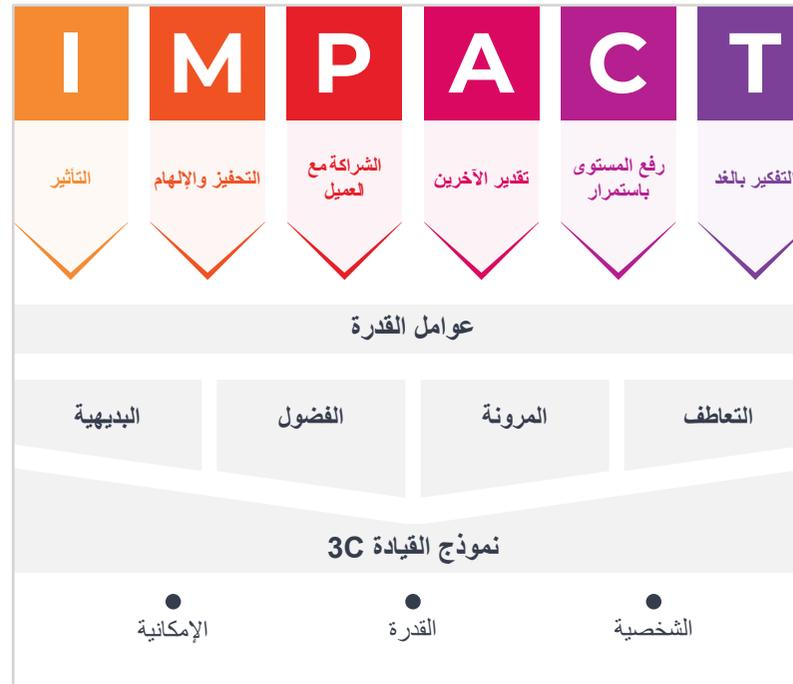 I M P A C T
التأثير
التحفيز والإلهام
الشراكة مع
العميل
تقدير الآخرين
رفع المستوى
باستمرار
لتفكير بالغد
عوامل القدرة
التعاطف
المرونة
الفضول
البديهية
نموذج القيادة 3C
الشخصية
القدرة
الإمكانية